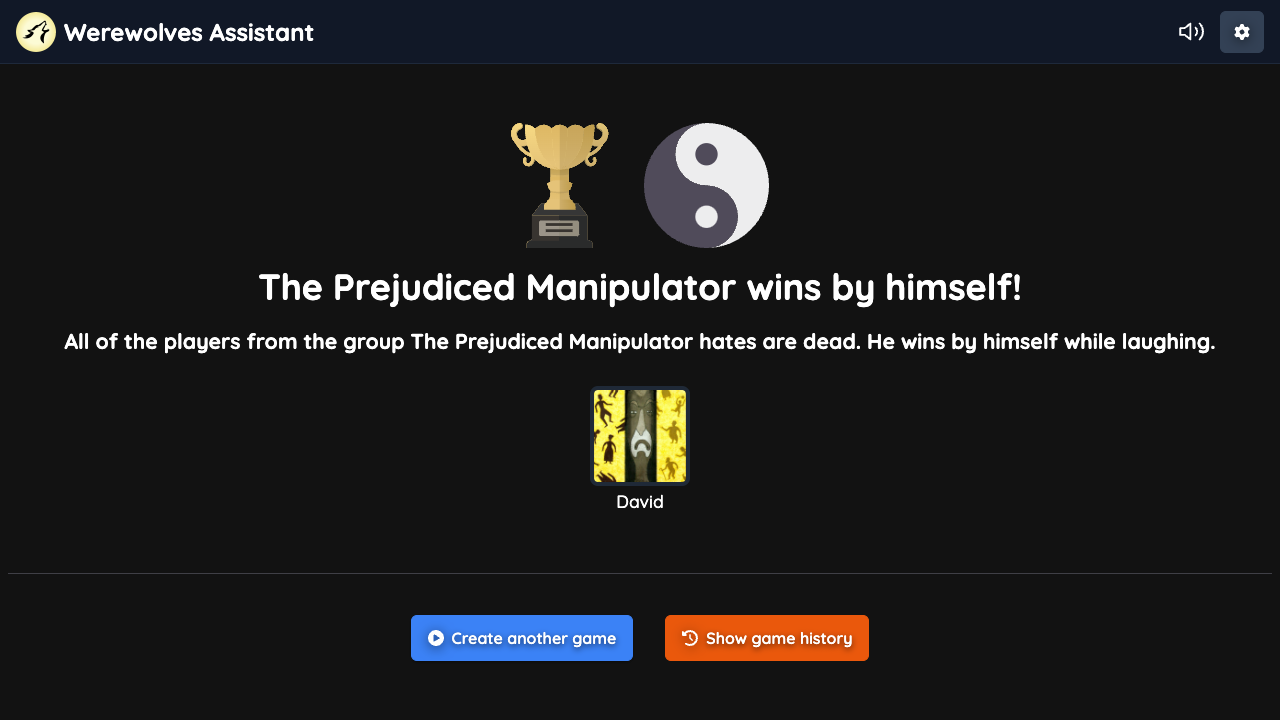 Werewolves Assistant
The Prejudiced Manipulator wins by himself!
All of the players from the group The Prejudiced Manipulator hates are dead. He wins by himself while laughing.
David
Create another game
Show game history